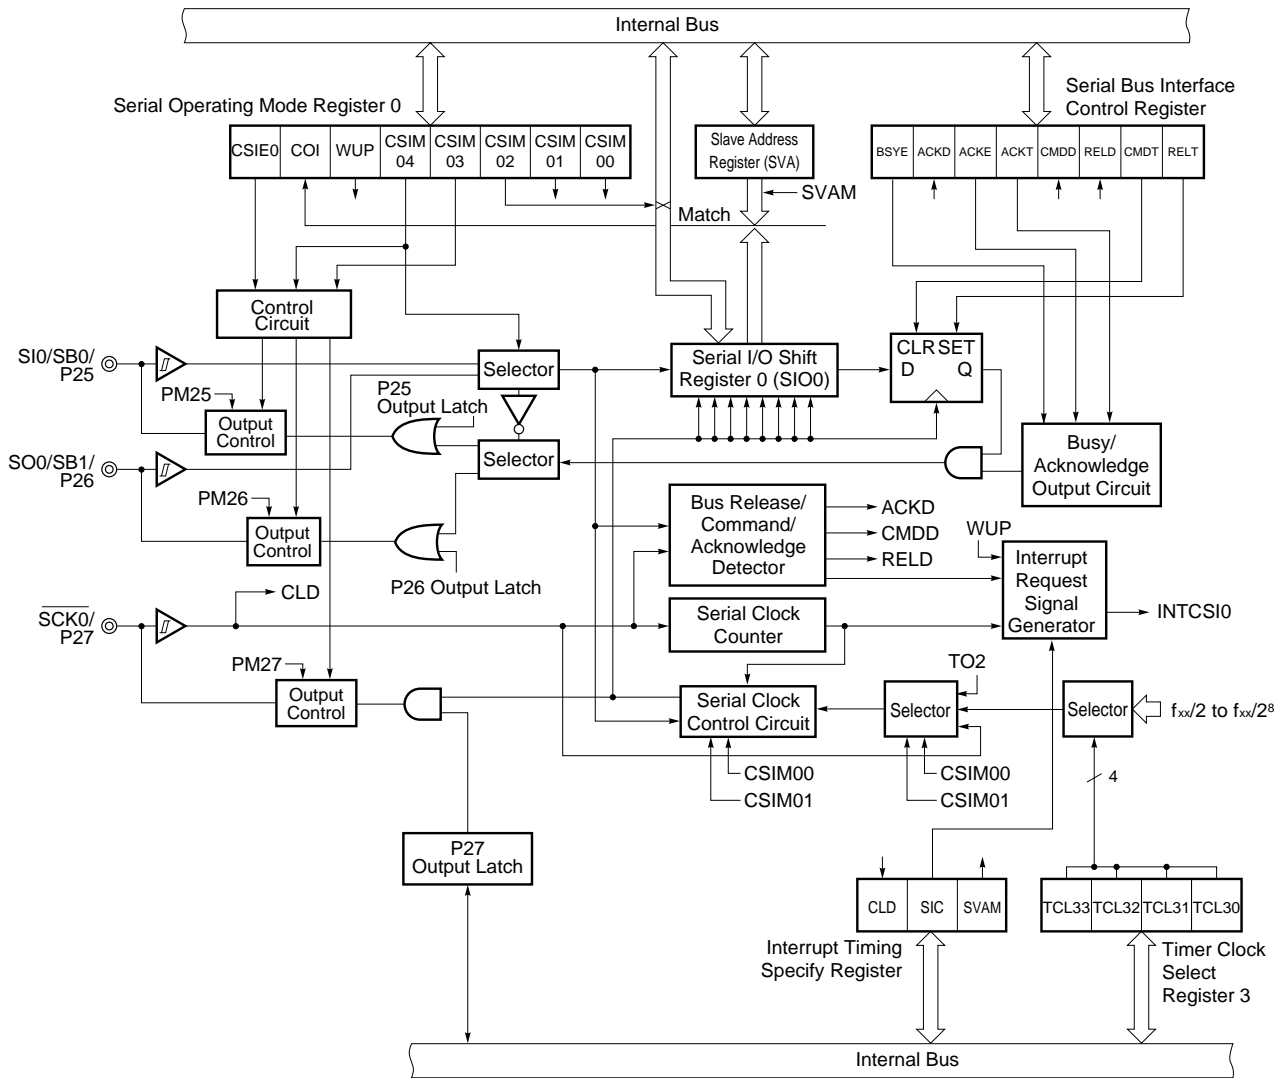 Internal Bus
Serial Operating Mode Register 0
Serial Bus Interface
Control Register
CSIE0
COI
WUP
CSIM
04
CSIM
03
CSIM
02
CSIM
01
CSIM
00
Slave Address
Register (SVA)
BSYE
ACKD
ACKE
ACKT
CMDD
RELD
CMDT
RELT
SVAM
Match
Control
Circuit
SI0/SB0/
P25
Selector
Serial I/O Shift
Register 0 (SIO0)
CLR SET
D Q
PM25
Output
Control
P25
Output Latch
SO0/SB1/
P26
Selector
Busy/
Acknowledge
Output Circuit
PM26
Output
Control
P26 Output Latch
Bus Release/
Command/
Acknowledge
Detector
ACKD
CMDD
RELD
WUP
Interrupt
Request
Signal
Generator
INTCSI0
CLD
SCK0/
P27
Serial Clock
Counter
PM27
Output
Control
Serial Clock
Control Circuit
TO2
Selector
Selector
fxx/2 to fxx/2⁸
CSIM00
CSIM01
CSIM00
CSIM01
4
P27
Output Latch
CLD
SIC
SVAM
TCL33
TCL32
TCL31
TCL30
Interrupt Timing
Specify Register
Timer Clock
Select
Register 3
Internal Bus